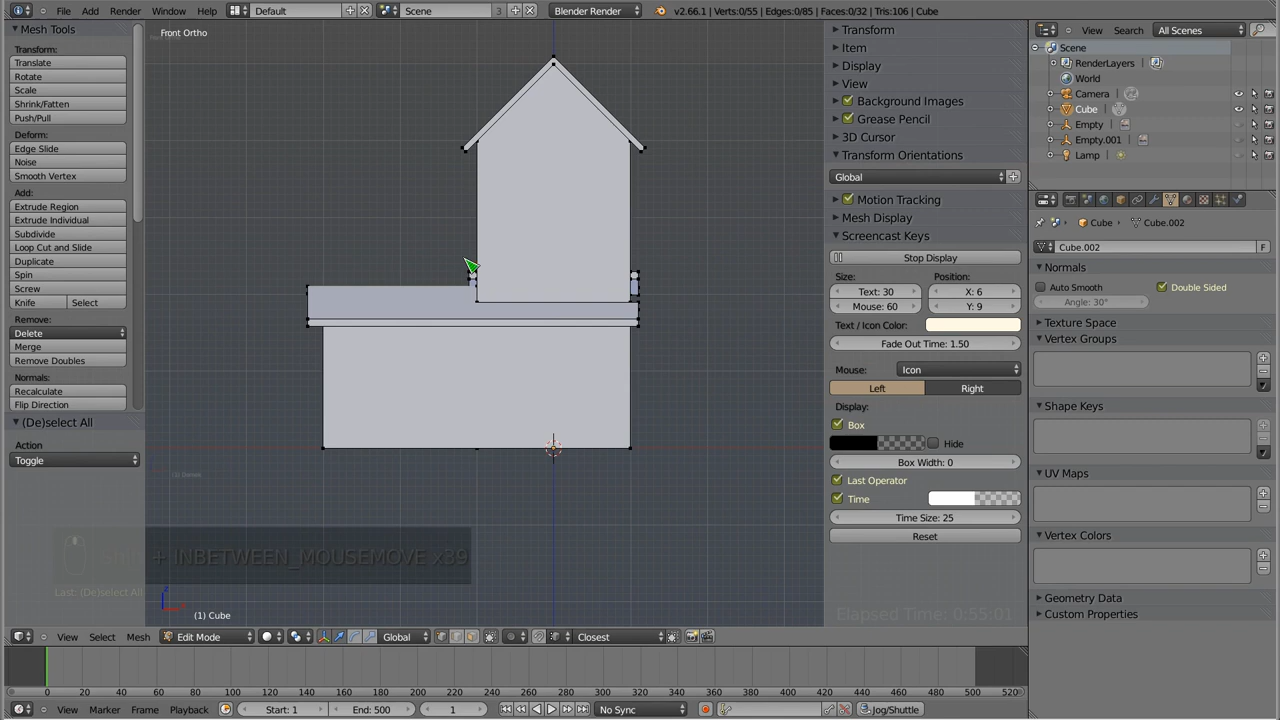 File Add Render Window Help Default Scene 3 Blender Render v2.66.1 | Verts:0/55 | Edges:0/85 | Faces:0/32 | Tris:106 | Cube
Mesh Tools
Transform:
Translate
Rotate
Scale
Shrink/Fatten
Push/Pull
Deform:
Edge Slide
Noise
Smooth Vertex
Add:
Extrude Region
Extrude Individual
Subdivide
Loop Cut and Slide
Duplicate
Spin
Screw
Knife Select
Remove:
Delete
Merge
Remove Doubles
Normals:
Recalculate
Flip Direction
(De)select All
Action
Toggle
Front Ortho
+ INBETWEEN_MOUSEMOVE x39
Last: (De)select All
(1) Cube
Elapsed Time: 0:55:01
Transform
Item
Display
View
Background Images
Grease Pencil
3D Cursor
Transform Orientations
Global
Motion Tracking
Mesh Display
Screencast Keys
Stop Display
Size: Position:
Text: 30 X: 6
Mouse: 60 Y: 9
Text / Icon Color:
Fade Out Time: 1.50
Mouse: Icon
Left Right
Display:
Box
Hide
Box Width: 0
Last Operator
Time
Time Size: 25
Reset
View Search All Scenes
Scene
RenderLayers
World
Camera
Cube
Empty
Empty.001
Lamp
Cube Cube.002
Cube.002 F
Normals
Auto Smooth Double Sided
Angle: 30°
Texture Space
Vertex Groups
Shape Keys
UV Maps
Vertex Colors
Geometry Data
Custom Properties
View Select Mesh Edit Mode Global Closest
0 20 40 60 80 100 120 140 160 180 200 220 240 260 280 300 320 340 360 380 400 420 440 460 480 500 520
View Marker Frame Playback Start: 1 End: 500 1 No Sync Jog/Shuttle